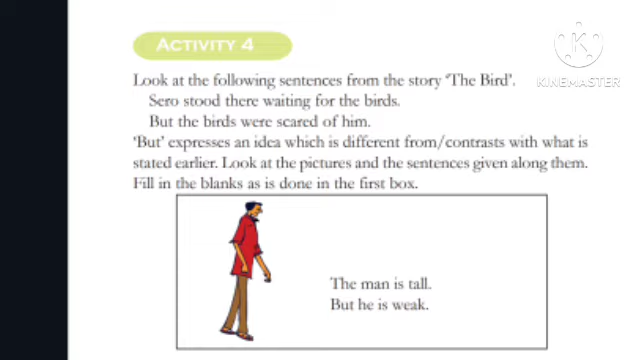 ACTIVITY 4
K
KINEMASTER
Look at the following sentences from the story ‘The Bird’.
Sero stood there waiting for the birds.
But the birds were scared of him.
‘But’ expresses an idea which is different from/contrasts with what is
stated earlier. Look at the pictures and the sentences given along them.
Fill in the blanks as is done in the first box.
The man is tall.
But he is weak.